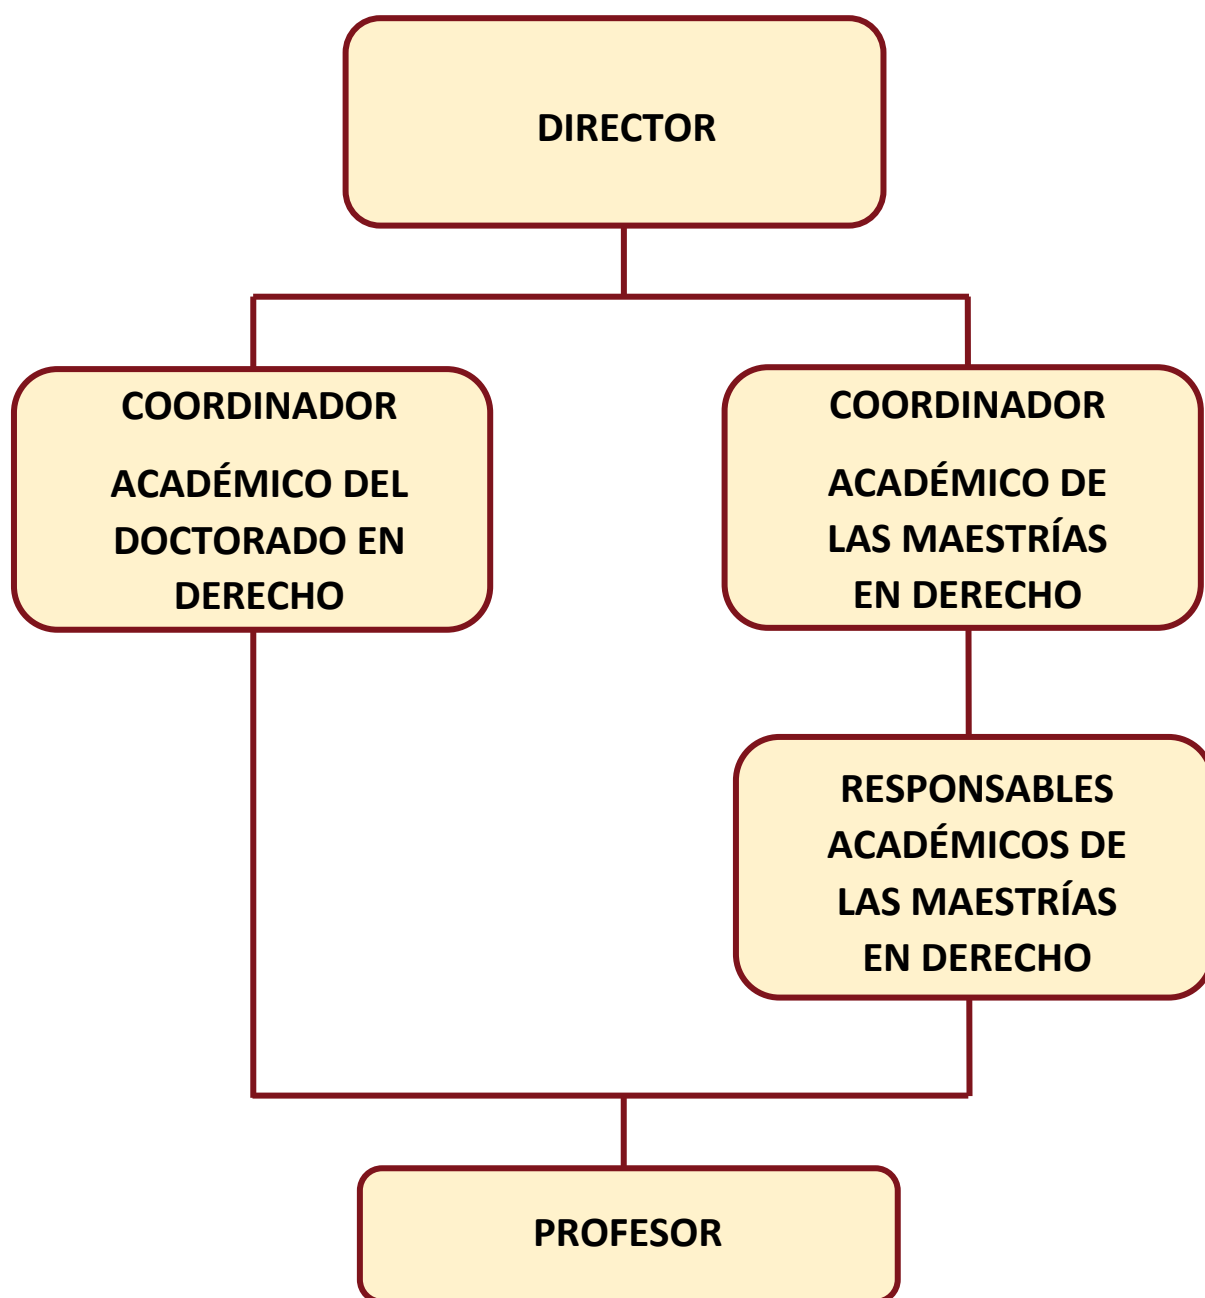 DIRECTOR
COORDINADOR
ACADÉMICO DEL
DOCTORADO EN
DERECHO
COORDINADOR
ACADÉMICO DE
LAS MAESTRÍAS
EN DERECHO
RESPONSABLES
ACADÉMICOS DE
LAS MAESTRÍAS
EN DERECHO
PROFESOR